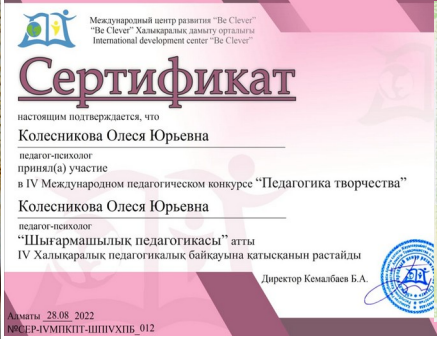 Международный центр развития "Be Clever"
"Be Clever" Халықаралық дамыту орталығы
International development center "Be Clever"
Сертификат
настоящим подтверждается, что
Колесникова Олеся Юрьевна
педагог-психолог
принял(а) участие
в IV Международном педагогическом конкурсе "Педагогика творчества"
Колесникова Олеся Юрьевна
педагог-психолог
"Шығармашылық педагогикасы" атты
IV Халықаралық педагогикалық байқауына қатысқанын растайды
Директор Кемалбаев Б.А.
Алматы 28.08 2022
№СЕР-IVМПКПТ-ШПIVХПБ_012